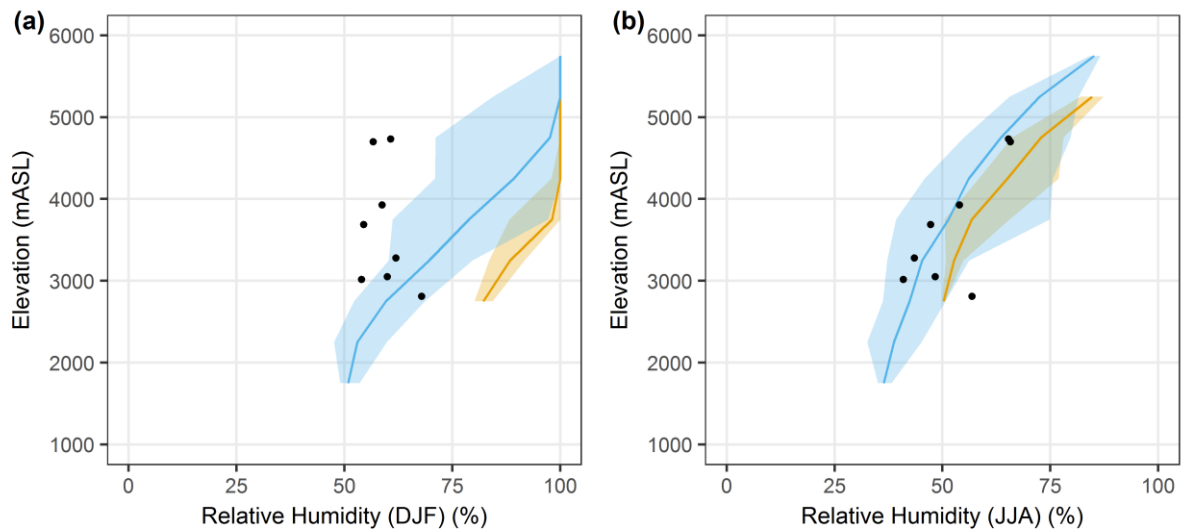 (a)
6000
5000
4000
3000
2000
1000
Elevation (mASL)
0 25 50 75 100
Relative Humidity (DJF) (%)
(b)
6000
5000
4000
3000
2000
1000
Elevation (mASL)
0 25 50 75 100
Relative Humidity (JJA) (%)